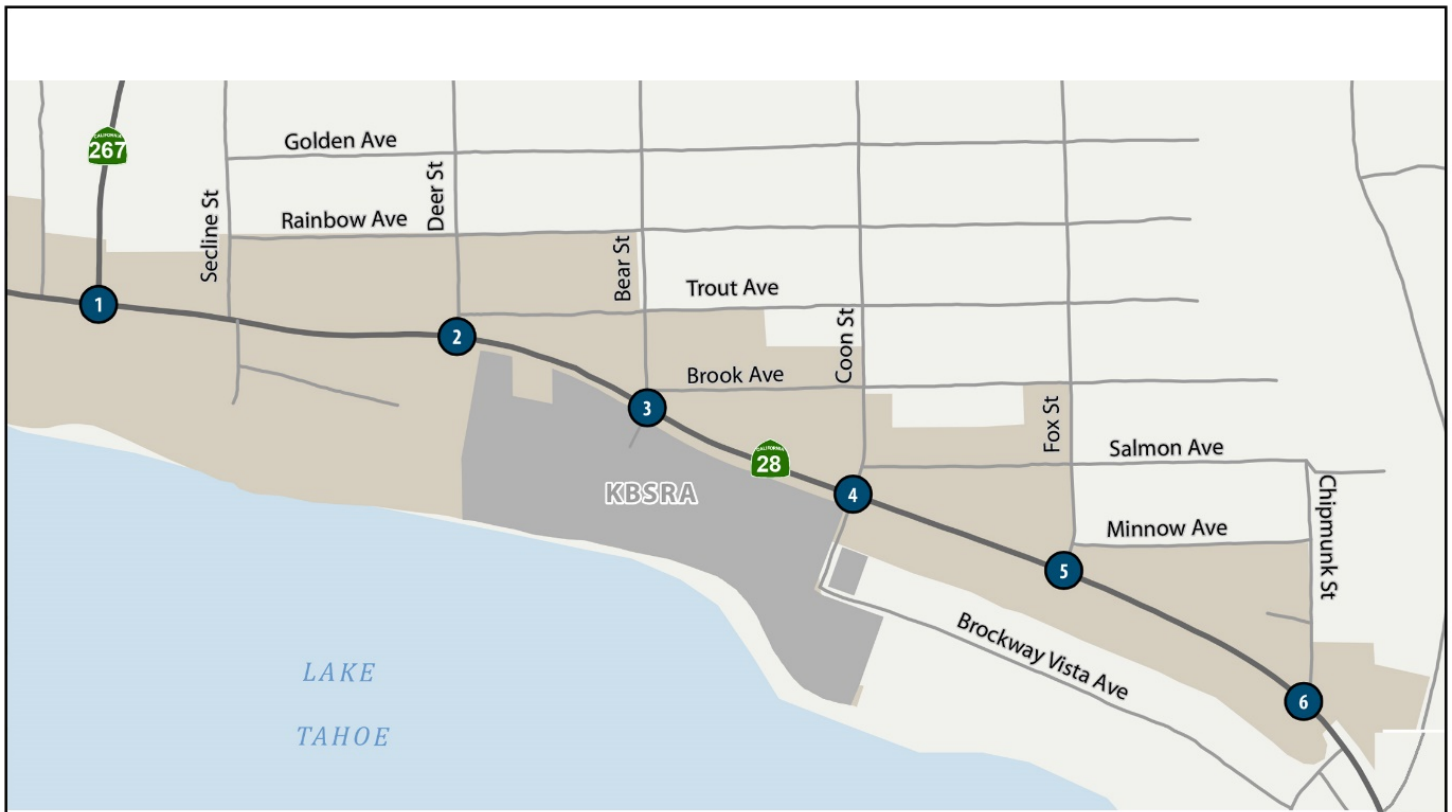 CALIFORNIA
267
Golden Ave
Secline St
Deer St
Rainbow Ave
Bear St
Trout Ave
1
2
Coon St
Brook Ave
3
Fox St
CALIFORNIA
28
Salmon Ave
KBSRA
4
Chipmunk St
Minnow Ave
5
Brockway Vista Ave
LAKE
TAHOE
6